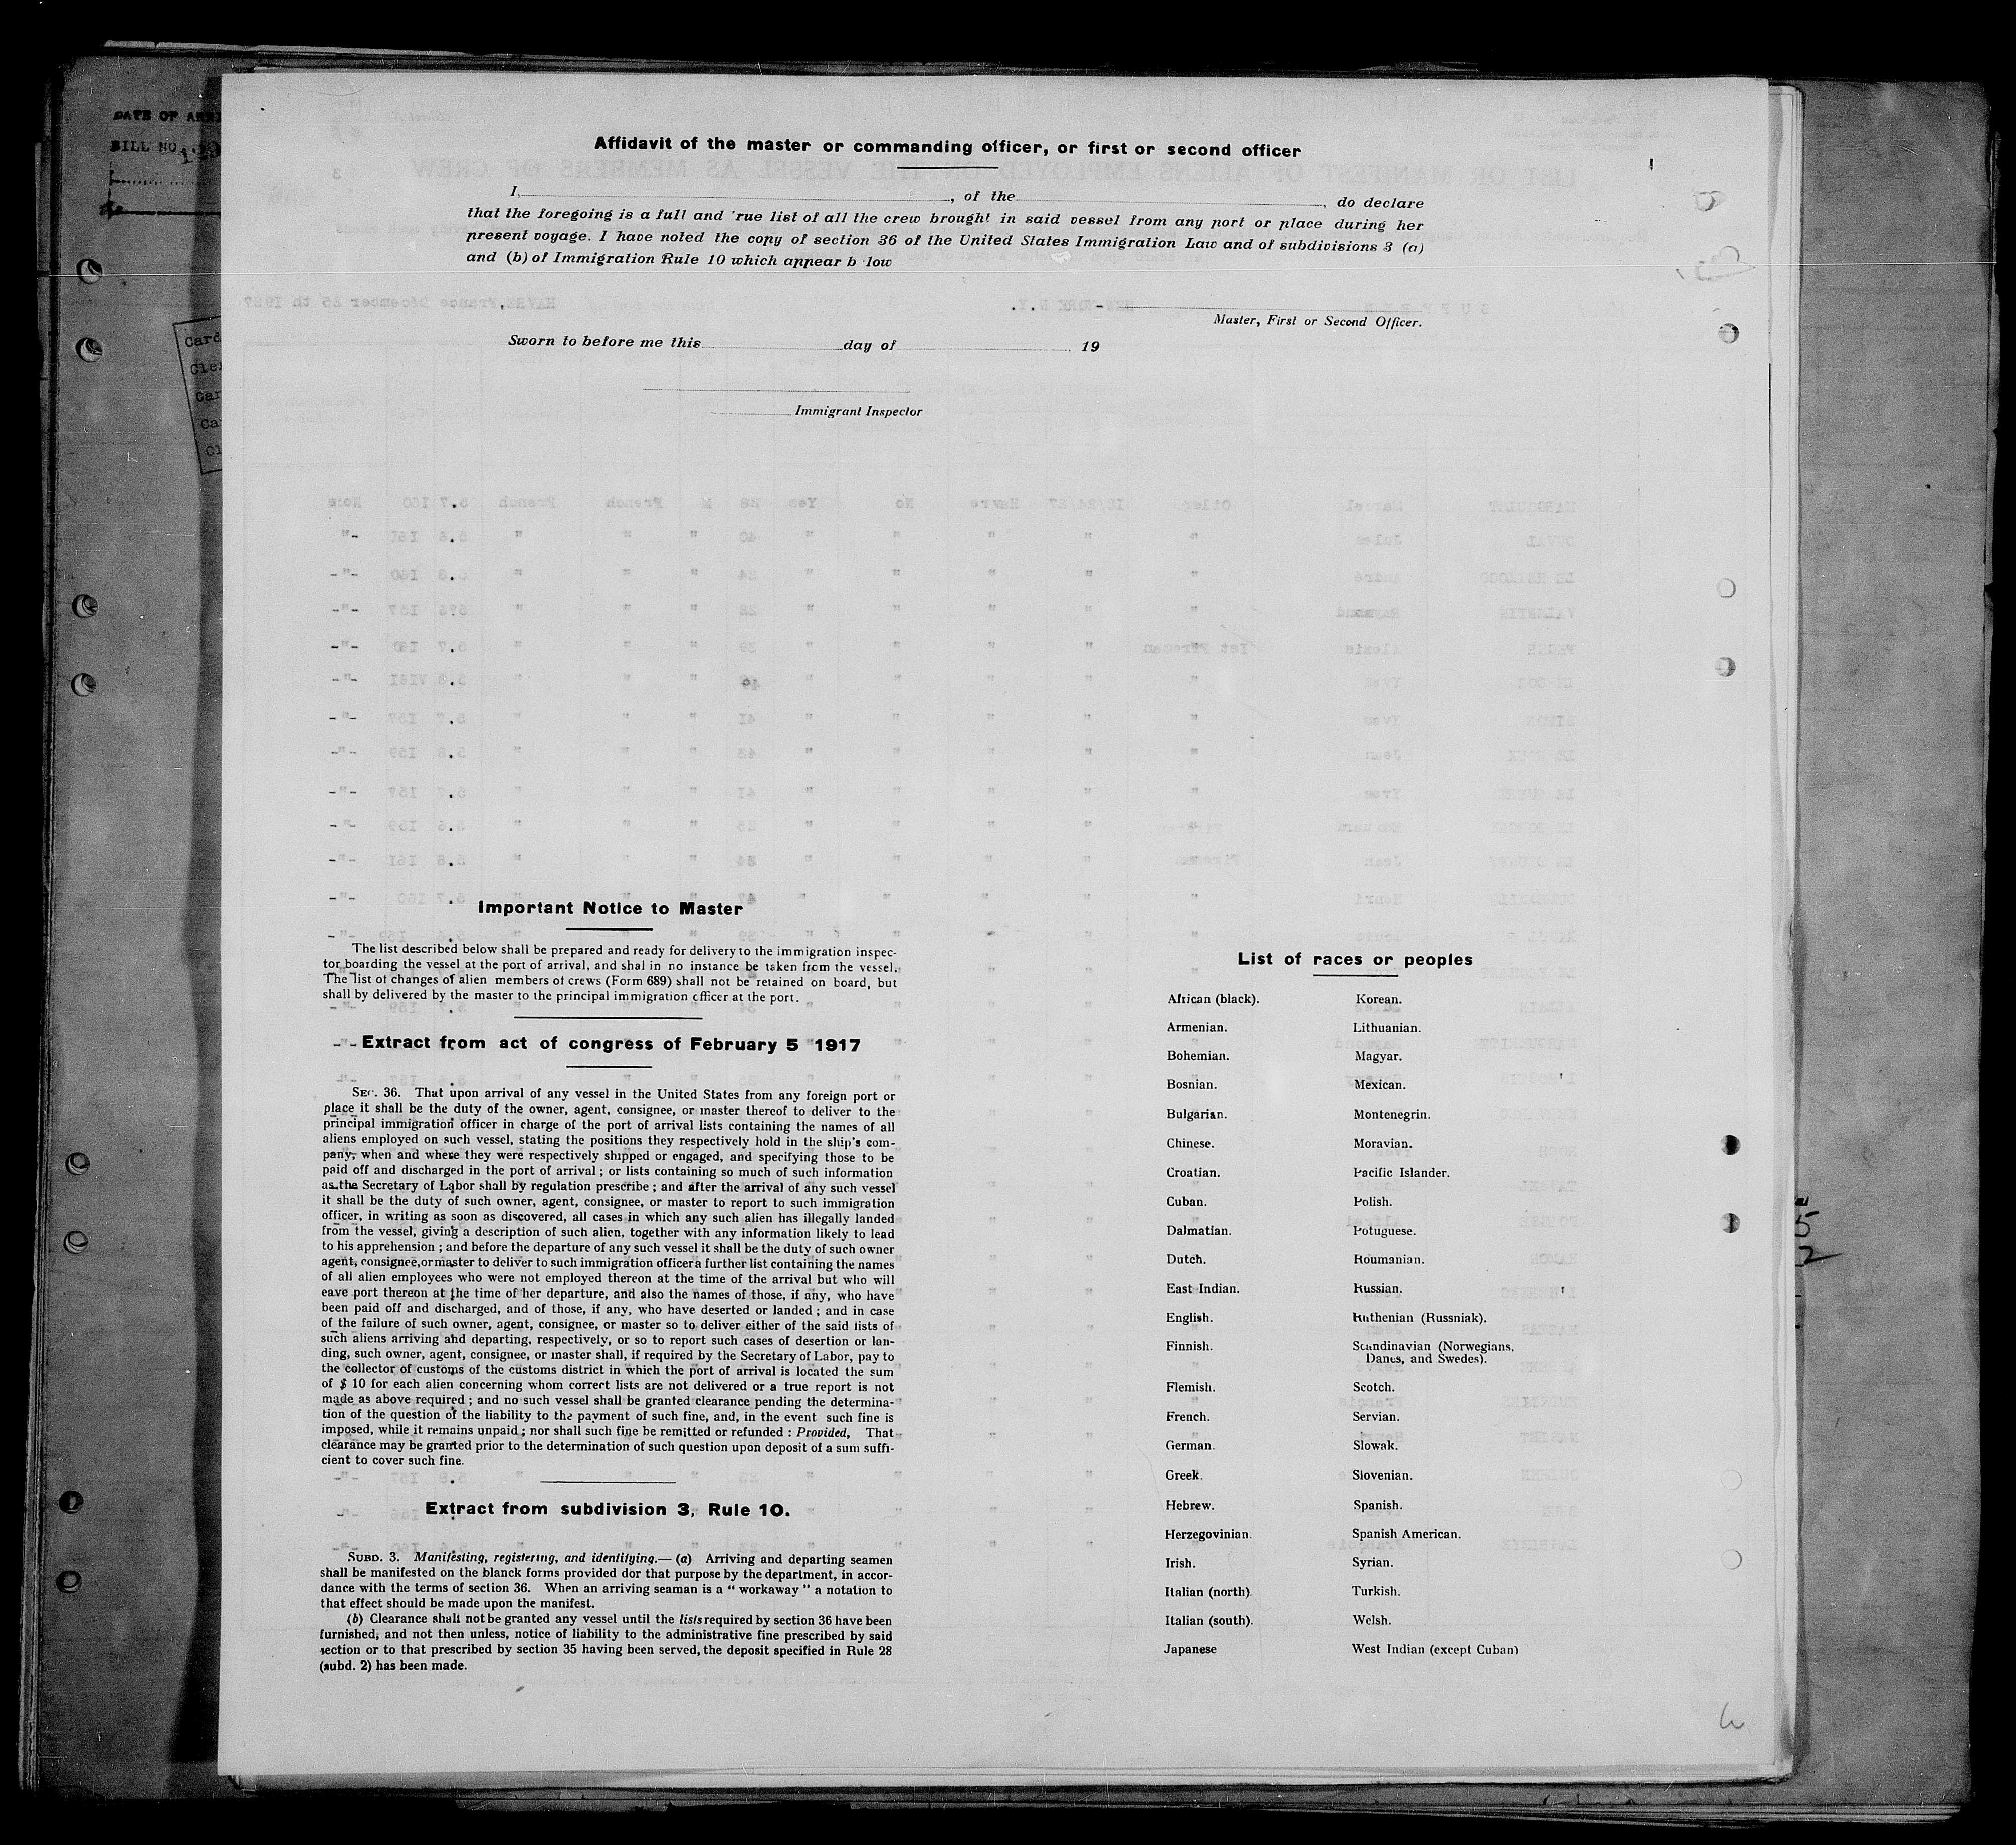 DATE OF
BILL NO.
Card
Cle
Car
Ca
Cl
Affidavit of the master or commanding officer, or first or second officer
I, , of the , do declare
that the foregoing is a full and 'rue list of all the crew brought in said vessel from any port or place during her
present voyage. I have noted the copy of section 36 of the United States Immigration Law and of subdivisions 3 (a)
and (b) of Immigration Rule 10 which appear b low
Master, First or Second Officer.
Sworn to before me this day of 19
Immigrant Inspector
Important Notice to Master
The list described below shall be prepared and ready for delivery to the immigration inspec-
tor boarding the vessel at the port of arrival, and shal in no instance be taken from the vessel.
The list of changes of alien members of crews (Form 689) shall not be retained on board, but
shall by delivered by the master to the principal immigration officer at the port.
Extract from act of congress of February 5 1917
SEC. 36. That upon arrival of any vessel in the United States from any foreign port or
place it shall be the duty of the owner, agent, consignee, or master thereof to deliver to the
principal immigration officer in charge of the port of arrival lists containing the names of all
aliens employed on such vessel, stating the positions they respectively hold in the ship's com-
pany, when and where they were respectively shipped or engaged, and specifying those to be
paid off and discharged in the port of arrival ; or lists containing so much of such information
as the Secretary of Labor shall by regulation prescribe ; and after the arrival of any such vessel
it shall be the duty of such owner, agent, consignee, or master to report to such immigration
officer, in writing as soon as discovered, all cases in which any such alien has illegally landed
from the vessel, giving a description of such alien, together with any information likely to lead
to his apprehension ; and before the departure of any such vessel it shall be the duty of such owner
agent, consignee, or master to deliver to such immigration officer a further list containing the names
of all alien employees who were not employed thereon at the time of the arrival but who will
eave port thereon at the time of her departure, and also the names of those, if any, who have
been paid off and discharged, and of those, if any, who have deserted or landed ; and in case
of the failure of such owner, agent, consignee, or master so to deliver either of the said lists of
such aliens arriving and departing, respectively, or so to report such cases of desertion or lan-
ding, such owner, agent, consignee, or master shall, if required by the Secretary of Labor, pay to
the collector of customs of the customs district in which the port of arrival is located the sum
of $ 10 for each alien concerning whom correct lists are not delivered or a true report is not
made as above required ; and no such vessel shall be granted clearance pending the determina-
tion of the question of the liability to the payment of such fine, and, in the event such fine is
imposed, while it remains unpaid ; nor shall such fine be remitted or refunded : Provided, That
clearance may be granted prior to the determination of such question upon deposit of a sum suffi-
cient to cover such fine.
Extract from subdivision 3, Rule 10.
SUBD. 3. Manifesting, registering, and identifying.— (a) Arriving and departing seamen
shall be manifested on the blanck forms provided dor that purpose by the department, in accor-
dance with the terms of section 36. When an arriving seaman is a " workaway " a notation to
that effect should be made upon the manifest.
(b) Clearance shall not be granted any vessel until the lists required by section 36 have been
furnished, and not then unless, notice of liability to the administrative fine prescribed by said
section or to that prescribed by section 35 having been served, the deposit specified in Rule 28
(subd. 2) has been made.
List of races or peoples
African (black).
Armenian.
Bohemian.
Bosnian.
Bulgarian.
Chinese.
Croatian.
Cuban.
Dalmatian.
Dutch.
East Indian.
English.
Finnish.
Flemish.
French.
German.
Greek.
Hebrew.
Herzegovinian.
Irish.
Italian (north).
Italian (south).
Japanese
Korean.
Lithuanian.
Magyar.
Mexican.
Montenegrin.
Moravian.
Pacific Islander.
Polish.
Potuguese.
Roumanian.
Russian.
Ruthenian (Russniak).
Scandinavian (Norwegians,
Danes, and Swedes).
Scotch.
Servian.
Slowak.
Slovenian.
Spanish.
Spanish American.
Syrian.
Turkish.
Welsh.
West Indian (except Cuban)